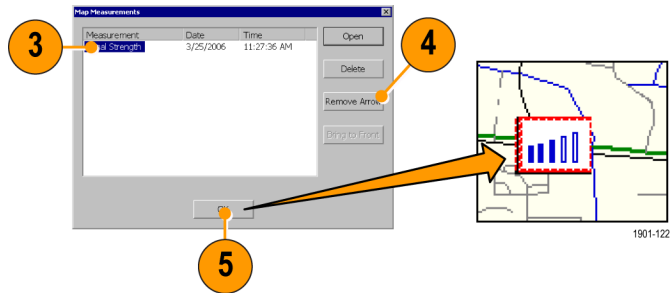 Map Measurements
Measurement Date Time
Strength 3/25/2006 11:27:36 AM
Open
Delete
Remove Arrow
Bring to Front
3
4
5
1901-122